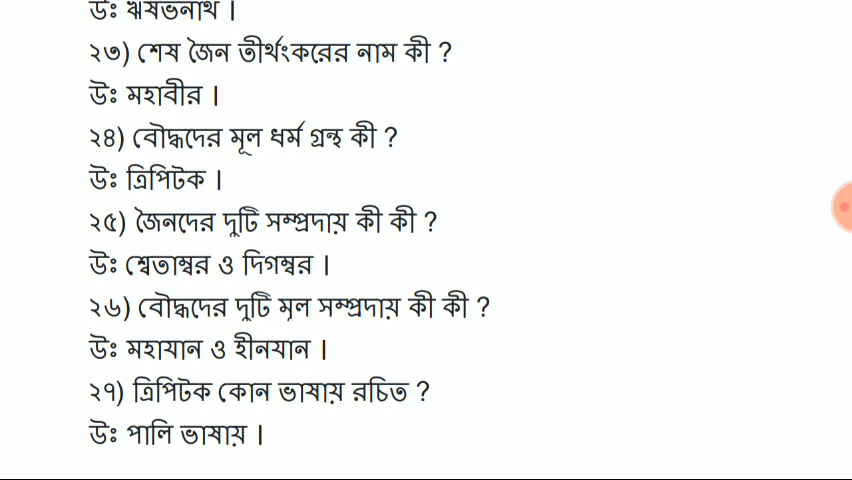 উঃ ঋষভনাথ ।
২৩) শেষ জৈন তীর্থংকরের নাম কী ?
উঃ মহাবীর ।
২৪) বৌদ্ধদের মূল ধর্ম গ্রন্থ কী ?
উঃ ত্রিপিটক ।
২৫) জৈনদের দুটি সম্প্রদায় কী কী ?
উঃ শ্বেতাম্বর ও দিগম্বর ।
২৬) বৌদ্ধদের দুটি মূল সম্প্রদায় কী কী ?
উঃ মহাযান ও হীনযান ।
২৭) ত্রিপিটক কোন ভাষায় রচিত ?
উঃ পালি ভাষায় ।